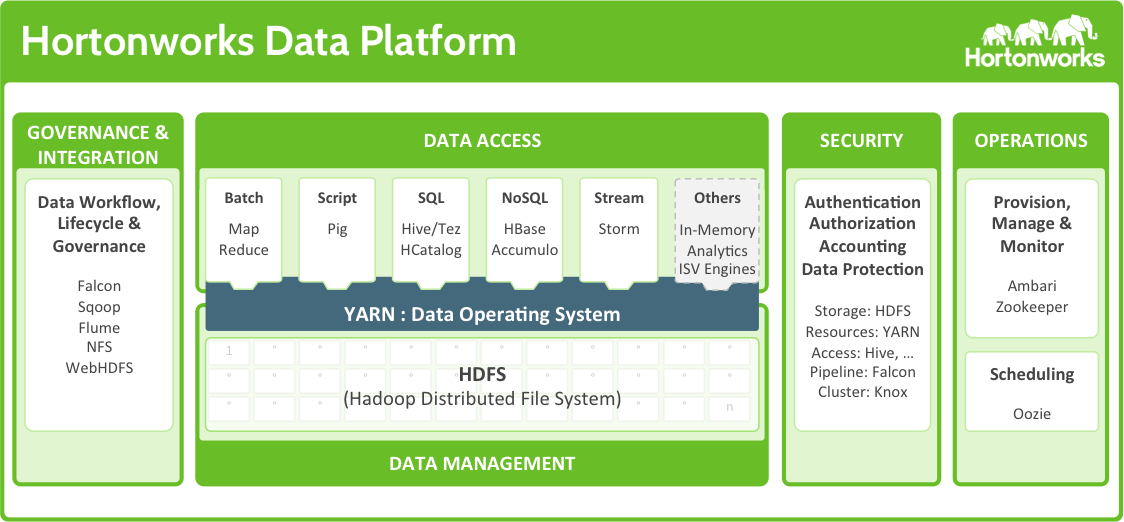 Hortonworks Data Platform
Hortonworks
GOVERNANCE &
INTEGRATION
Data Workflow,
Lifecycle &
Governance
Falcon
Sqoop
Flume
NFS
WebHDFS
DATA ACCESS
Batch
Map
Reduce
Script
Pig
SQL
Hive/Tez
HCatalog
NoSQL
HBase
Accumulo
Stream
Storm
Others
In-Memory
Analytics
ISV Engines
YARN : Data Operating System
1
HDFS
(Hadoop Distributed File System)
n
DATA MANAGEMENT
SECURITY
Authentication
Authorization
Accounting
Data Protection
Storage: HDFS
Resources: YARN
Access: Hive, ...
Pipeline: Falcon
Cluster: Knox
OPERATIONS
Provision,
Manage &
Monitor
Ambari
Zookeeper
Scheduling
Oozie